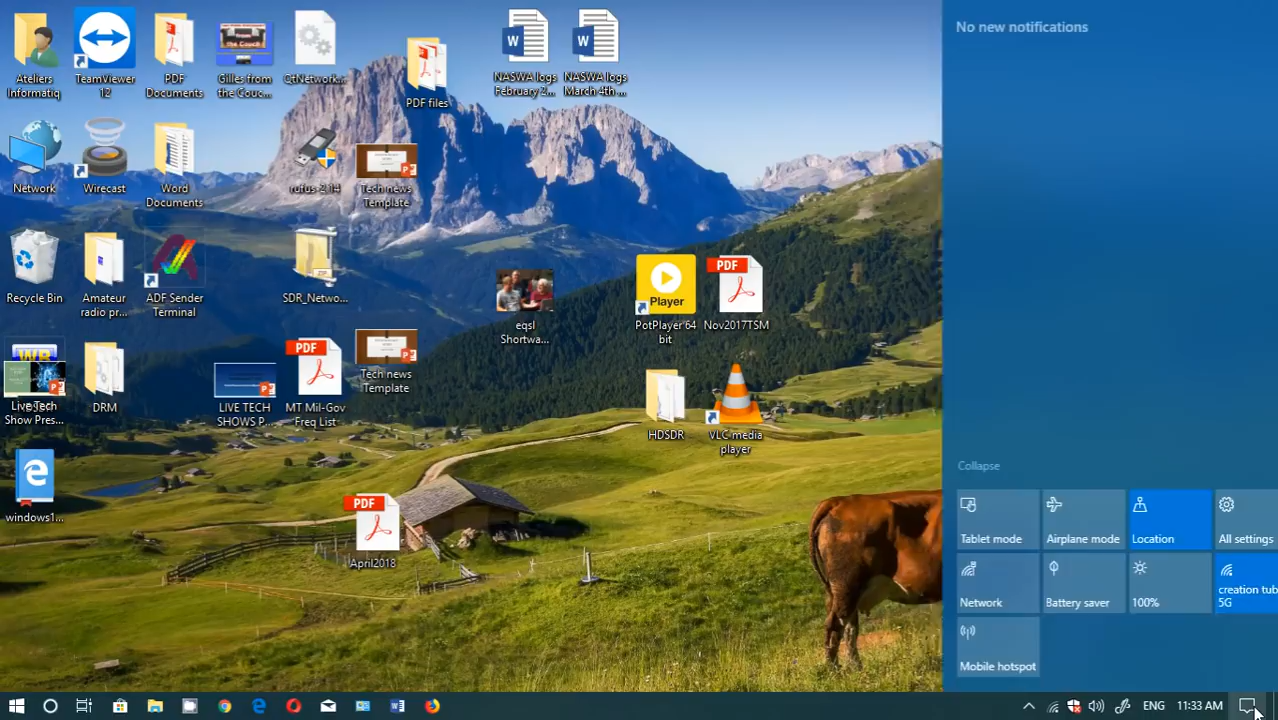 Ateliers
Informatiq
TeamViewer
12
PDF
Documents
Gilles from
the Couc...
QtNetwork...
PDF files
NASWA logs
February 2...
NASWA logs
March 4th...
Network
Wirecast
Word
Documents
rufus-2.14
Tech news
Template
Recycle Bin
Amateur
radio pr...
ADF Sender
Terminal
SDR_Netwo...
eqsl
Shortwa...
Player
PotPlayer 64
bit
PDF
Nov2017TSM
Live Tech
Show Pres...
DRM
LIVE TECH
SHOWS P...
PDF
MT Mil-Gov
Freq List
Tech news
Template
HDSDR
VLC media
player
windows1...
PDF
April2018
No new notifications
Collapse
Tablet mode
Airplane mode
Location
All settings
Network
Battery saver
100%
creation tub
5G
Mobile hotspot
ENG
11:33 AM